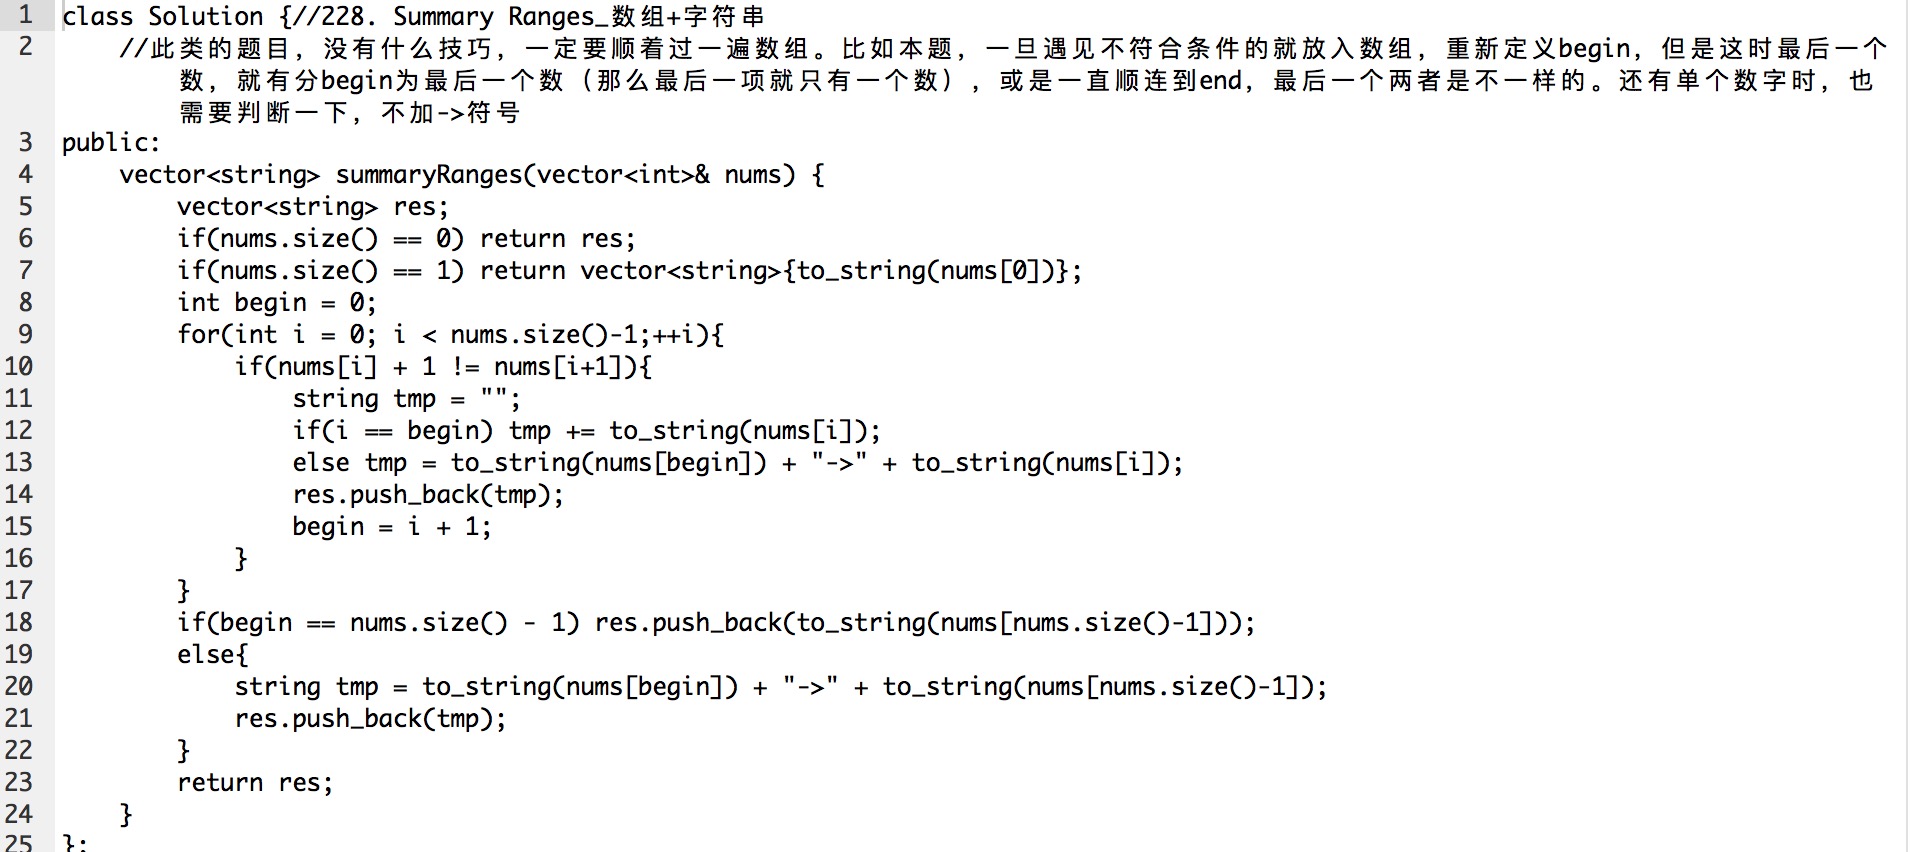 1 class Solution {//228. Summary Ranges_数组+字符串
2 //此类的题目，没有什么技巧，一定要顺着过一遍数组。比如本题，一旦遇见不符合条件的就放入数组，重新定义begin，但是这时最后一个
数，就有分begin为最后一个数（那么最后一项就只有一个数），或是一直顺连到end，最后一个两者是不一样的。还有单个数字时，也
需要判断一下，不加->符号
3 public:
4 vector<string> summaryRanges(vector<int>& nums) {
5 vector<string> res;
6 if(nums.size() == 0) return res;
7 if(nums.size() == 1) return vector<string>{to_string(nums[0])};
8 int begin = 0;
9 for(int i = 0; i < nums.size()-1;++i){
10 if(nums[i] + 1 != nums[i+1]){
11 string tmp = "";
12 if(i == begin) tmp += to_string(nums[i]);
13 else tmp = to_string(nums[begin]) + "->" + to_string(nums[i]);
14 res.push_back(tmp);
15 begin = i + 1;
16 }
17 }
18 if(begin == nums.size() - 1) res.push_back(to_string(nums[nums.size()-1]));
19 else{
20 string tmp = to_string(nums[begin]) + "->" + to_string(nums[nums.size()-1]);
21 res.push_back(tmp);
22 }
23 return res;
24 }
25 };